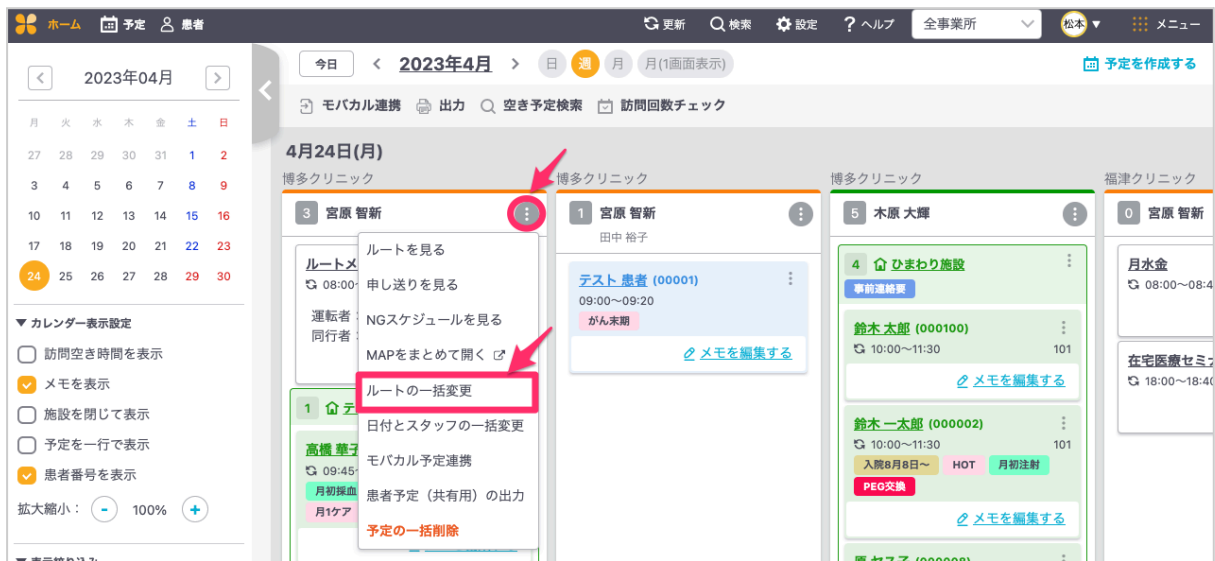 ホーム 予定 患者 更新 検索 設定 ? ヘルプ 全事業所 松本 ▼ メニュー
2023年04月
月 火 水 木 金 土 日
27 28 29 30 31 1 2
3 4 5 6 7 8 9
10 11 12 13 14 15 16
17 18 19 20 21 22 23
24 25 26 27 28 29 30
▼ カレンダー表示設定
訪問空き時間を表示
メモを表示
施設を閉じて表示
予定を一行で表示
患者番号を表示
拡大縮小： - 100% +
今日 2023年4月 日 週 月 月(1画面表示) 予定を作成する
モバカル連携 出力 空き予定検索 訪問回数チェック
4月24日(月)
博多クリニック
3 宮原 智新
ルートメ
08:00
運転者
同行者
1 テ
高橋 華子
09:45
月初採血
月1ケア
ルートを見る
申し送りを見る
NGスケジュールを見る
MAPをまとめて開く
ルートの一括変更
日付とスタッフの一括変更
モバカル予定連携
患者予定（共有用）の出力
予定の一括削除
博多クリニック
1 宮原 智新
田中 裕子
テスト 患者 (00001)
09:00〜09:20
がん末期
メモを編集する
博多クリニック
5 木原 大輝
4 ひまわり施設
事前連絡要
鈴木 太郎 (000100)
10:00〜11:30 101
メモを編集する
鈴木 一太郎 (000002)
10:00〜11:30 101
入院8月8日〜 HOT 月初注射
PEG交換
メモを編集する
福津クリニック
0 宮原 智新
月水金
08:00〜08:4
在宅医療セミ
18:00〜18:40